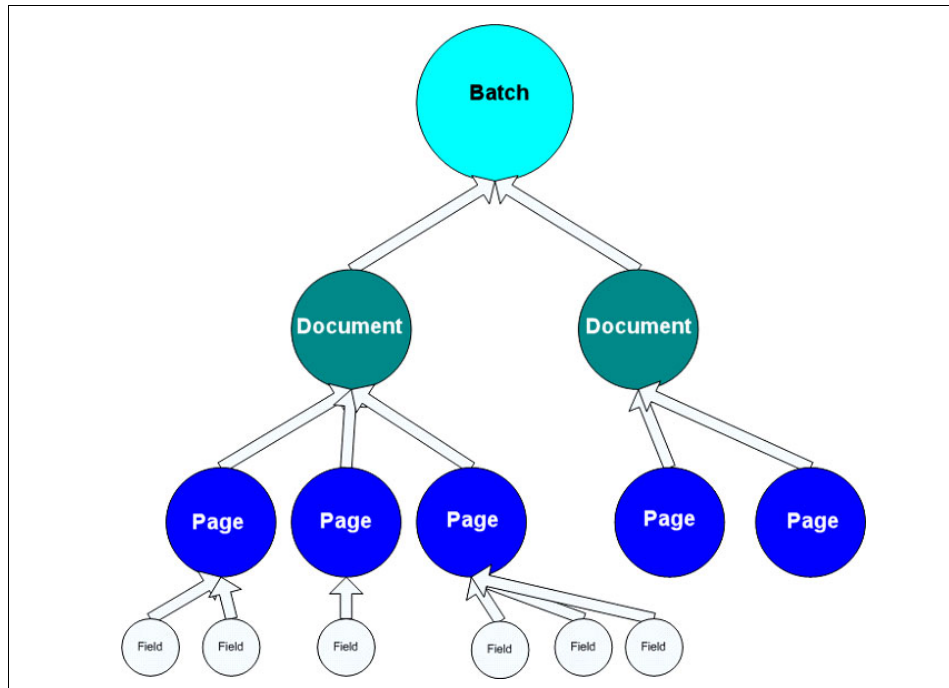 Batch
Document
Document
Page
Page
Page
Page
Page
Field
Field
Field
Field
Field
Field